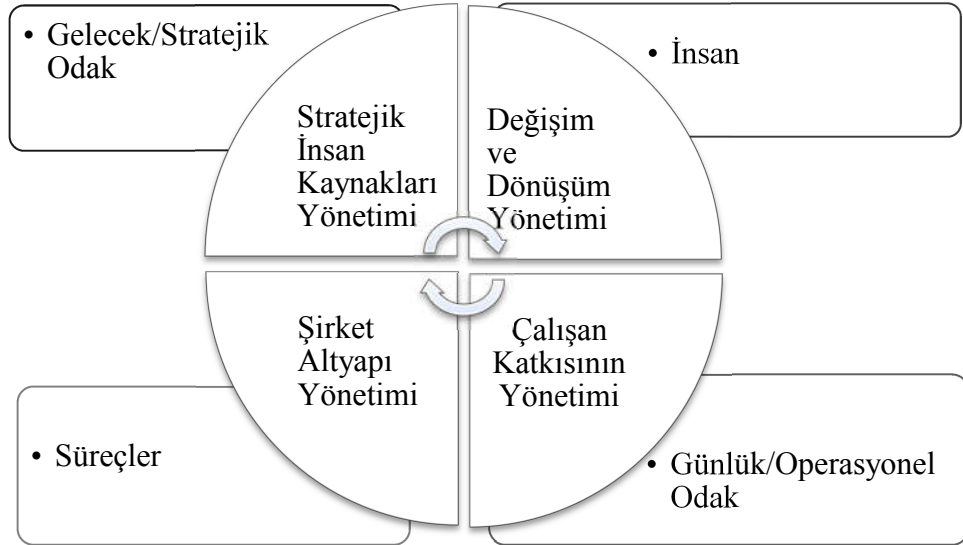 • Gelecek/Stratejik
Odak
• İnsan
Stratejik
İnsan
Kaynakları
Yönetimi
Değişim
ve
Dönüşüm
Yönetimi
Şirket
Altyapı
Yönetimi
Çalışan
Katkısının
Yönetimi
• Süreçler
• Günlük/Operasyonel
Odak